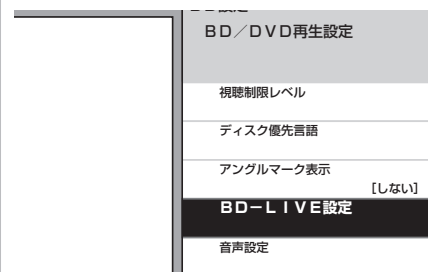 ＢＤ／ＤＶＤ再生設定
視聴制限レベル
ディスク優先言語
アングルマーク表示
［しない］
ＢＤ－ＬＩＶＥ設定
音声設定